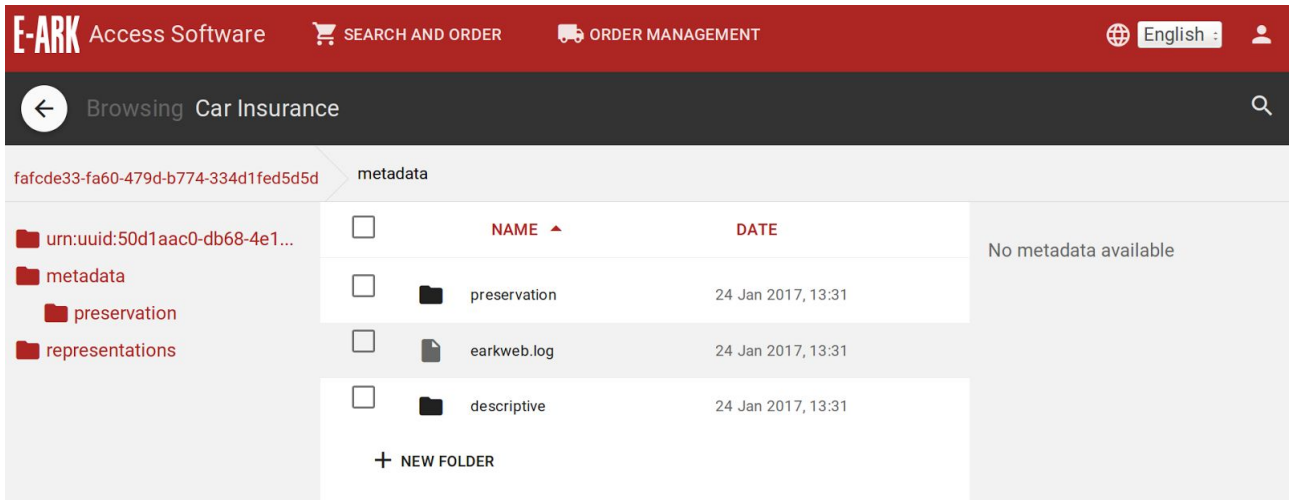 E-ARK Access Software SEARCH AND ORDER ORDER MANAGEMENT English
Browsing Car Insurance
fafcde33-fa60-479d-b774-334d1fed5d5d metadata
urn:uuid:50d1aac0-db68-4e1...
metadata
preservation
representations
NAME DATE
preservation 24 Jan 2017, 13:31
earkweb.log 24 Jan 2017, 13:31
descriptive 24 Jan 2017, 13:31
+ NEW FOLDER
No metadata available